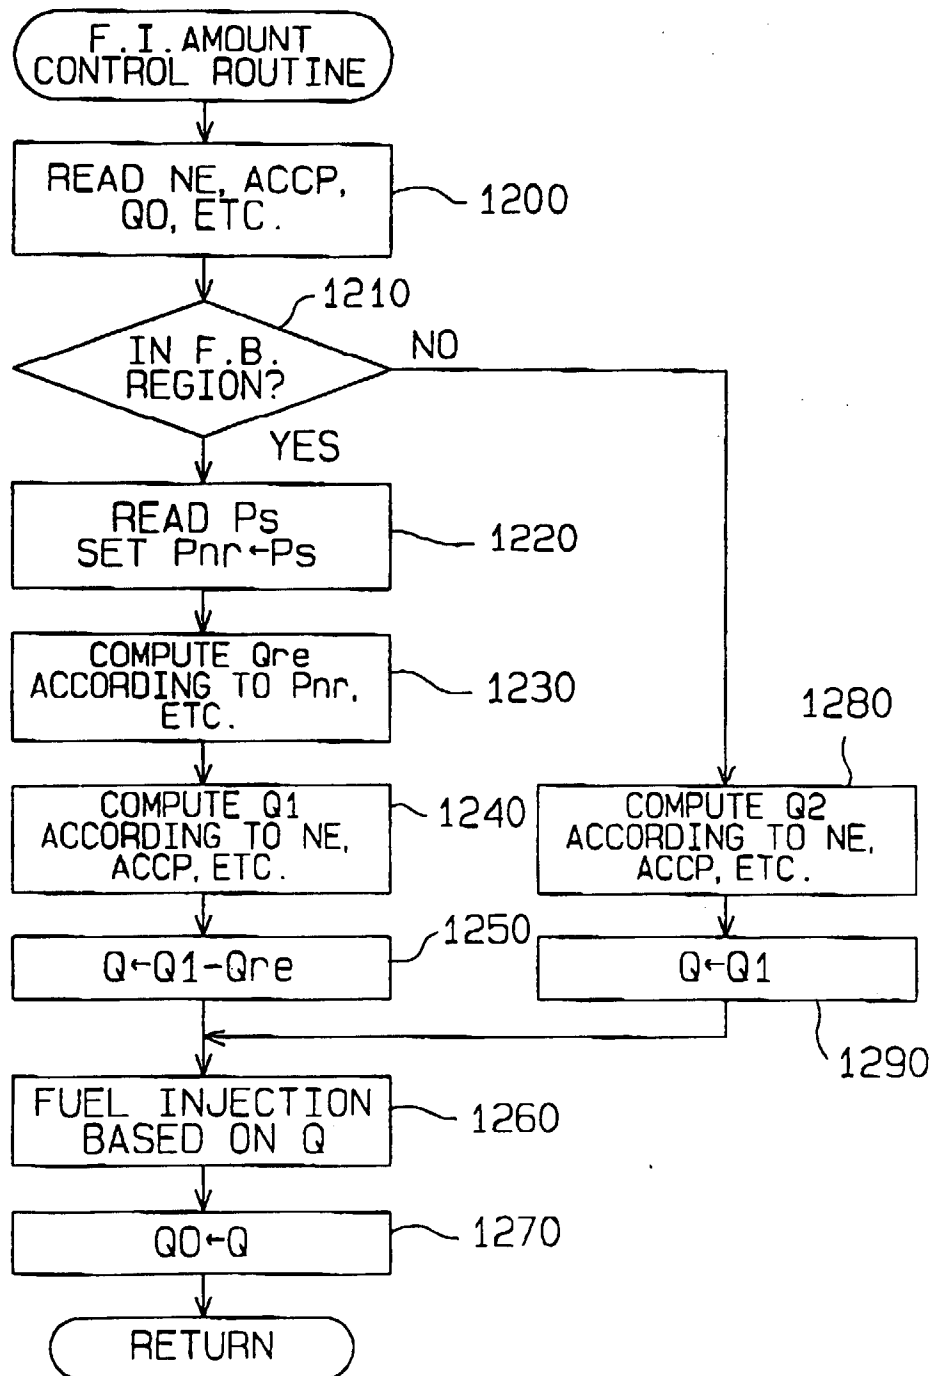 F.I.AMOUNT
CONTROL ROUTINE
READ NE, ACCP,
Q0, ETC.
1200
1210
IN F.B.
REGION?
NO
YES
READ Ps
SET Pnr←Ps
1220
COMPUTE Qre
ACCORDING TO Pnr,
ETC.
1230
1280
COMPUTE Q1
ACCORDING TO NE,
ACCP, ETC.
1240
COMPUTE Q2
ACCORDING TO NE,
ACCP, ETC.
Q←Q1-Qre
1250
Q←Q1
1290
FUEL INJECTION
BASED ON Q
1260
Q0←Q
1270
RETURN